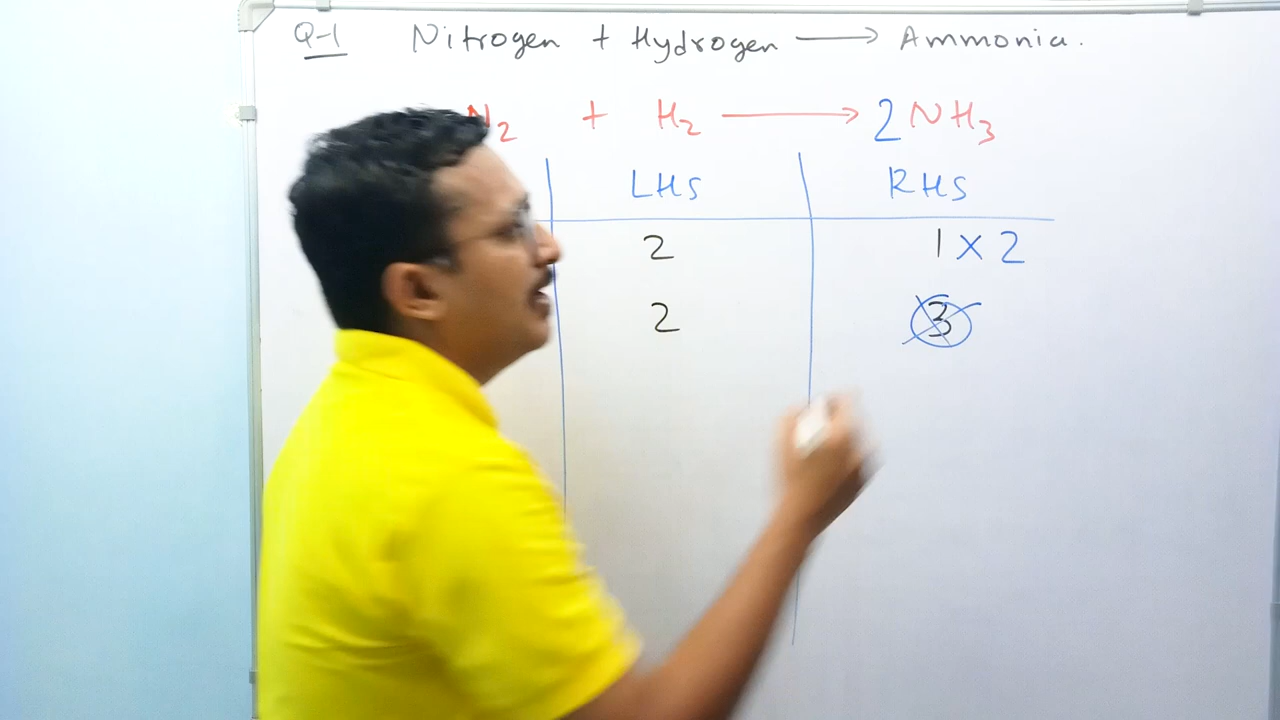 Q-1 Nitrogen + Hydrogen ⟶ Ammonia.
N2 + H2 ⟶ 2NH3
LHS RHS
2 1 x 2
2 3